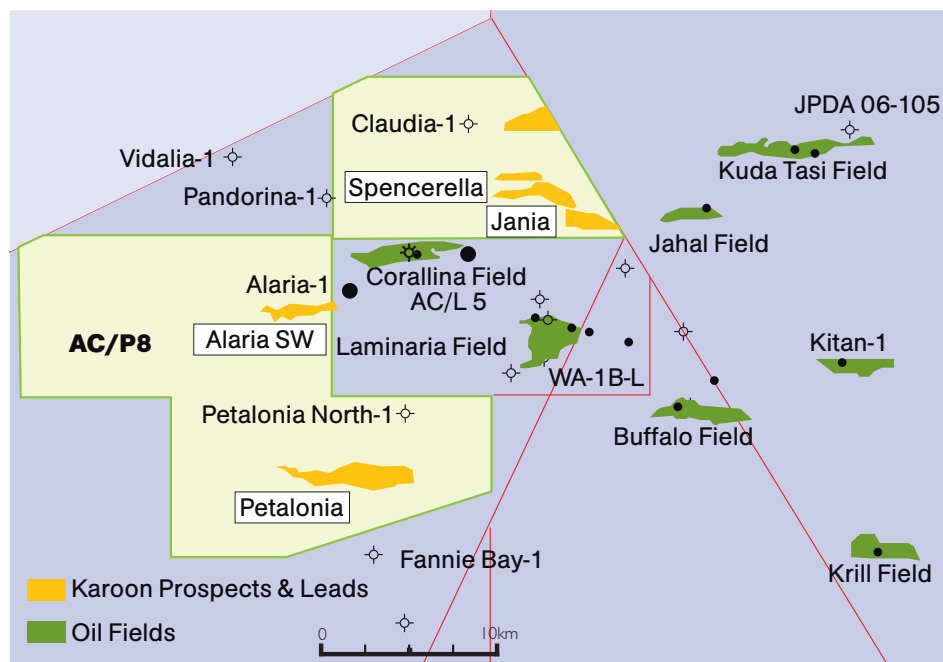 JPDA 06-105
Claudia-1
Vidalia-1
Kuda Tasi Field
Pandorina-1
Spencerella
Jania
Jahal Field
Alaria-1
Corallina Field
AC/L 5
AC/P8
Alaria SW
Laminaria Field
Kitan-1
WA-1B-L
Petalonia North-1
Buffalo Field
Petalonia
Fannie Bay-1
Krill Field
Karoon Prospects & Leads
Oil Fields
0
10km